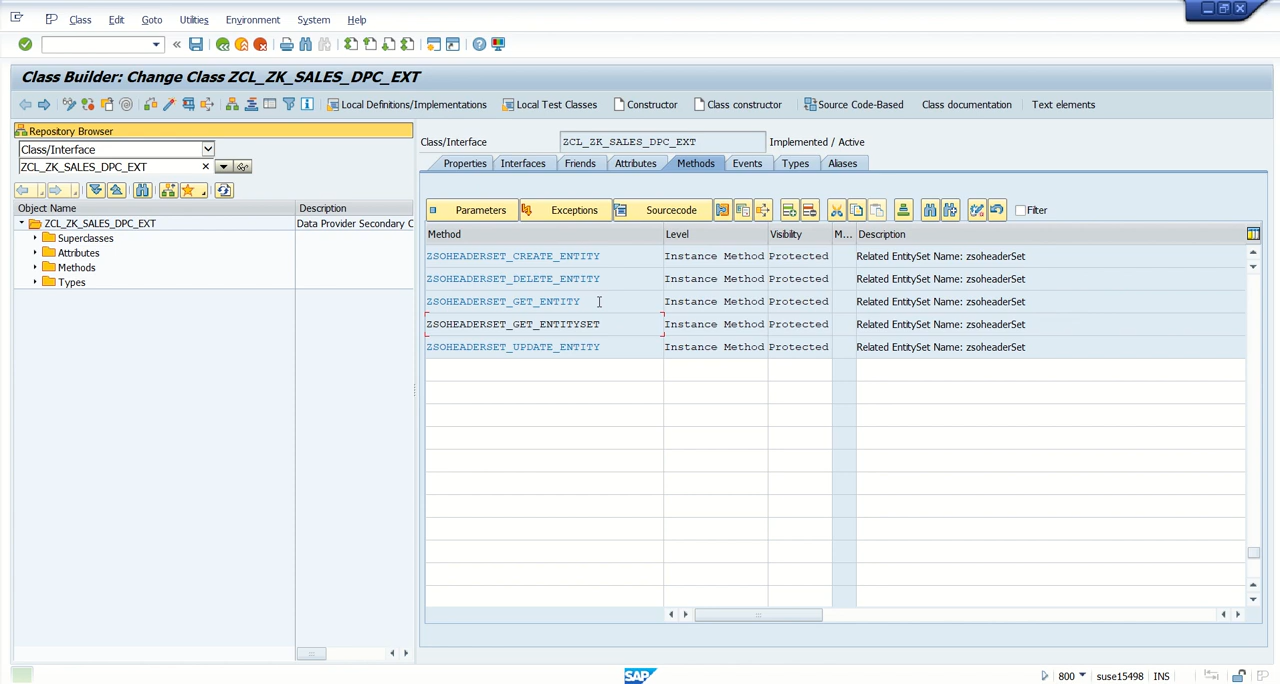 Class Edit Goto Utilities Environment System Help
Class Builder: Change Class ZCL_ZK_SALES_DPC_EXT
Local Definitions/Implementations Local Test Classes Constructor Class constructor Source Code-Based Class documentation Text elements
Repository Browser
Class/Interface
ZCL_ZK_SALES_DPC_EXT
Object Name Description
ZCL_ZK_SALES_DPC_EXT Data Provider Secondary C
Superclasses
Attributes
Methods
Types
Class/Interface ZCL_ZK_SALES_DPC_EXT Implemented / Active
Properties Interfaces Friends Attributes Methods Events Types Aliases
Parameters Exceptions Sourcecode Filter
Method Level Visibility M... Description
ZSOHEADERSET_CREATE_ENTITY Instance Method Protected Related EntitySet Name: zsoheaderSet
ZSOHEADERSET_DELETE_ENTITY Instance Method Protected Related EntitySet Name: zsoheaderSet
ZSOHEADERSET_GET_ENTITY Instance Method Protected Related EntitySet Name: zsoheaderSet
ZSOHEADERSET_GET_ENTITYSET Instance Method Protected Related EntitySet Name: zsoheaderSet
ZSOHEADERSET_UPDATE_ENTITY Instance Method Protected Related EntitySet Name: zsoheaderSet
SAP 800 suse15498 INS